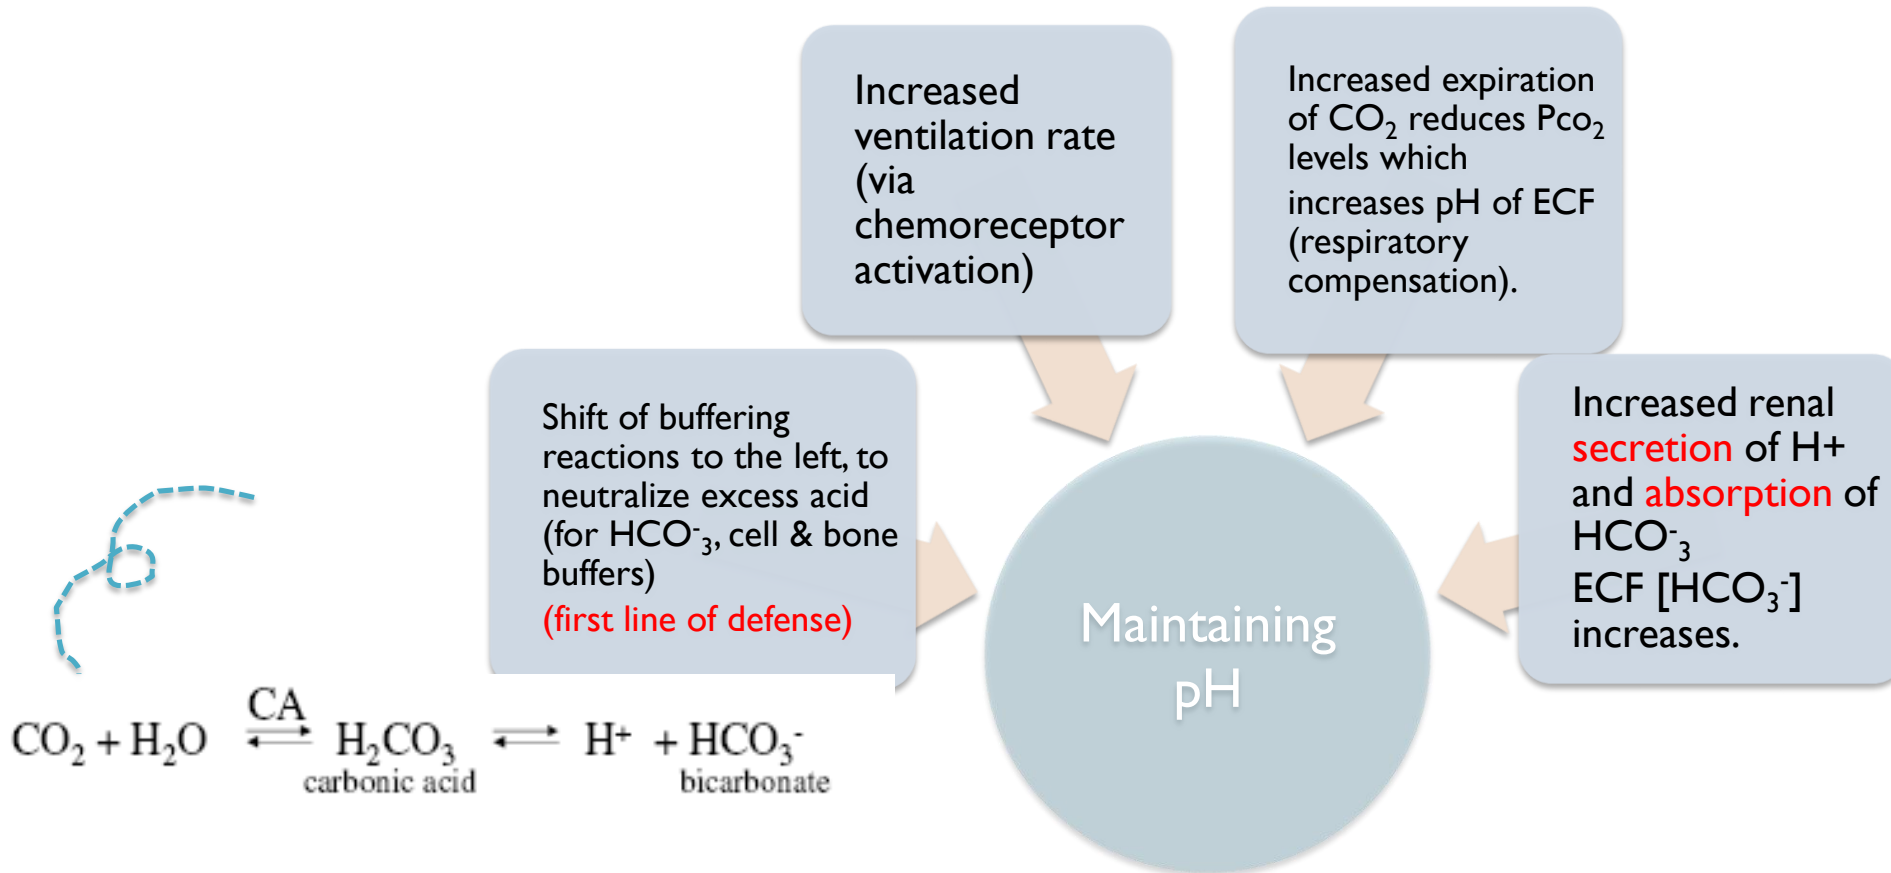 Increased
ventilation rate
(via
chemoreceptor
activation)
Increased expiration
of CO₂ reduces Pco₂
levels which
increases pH of ECF
(respiratory
compensation).
Shift of buffering
reactions to the left, to
neutralize excess acid
(for HCO⁻₃, cell & bone
buffers)
(first line of defense)
Increased renal
secretion of H+
and absorption of
HCO⁻₃
ECF [HCO₃⁻]
increases.
Maintaining
pH
CA
CO₂ + H₂O ⇌ H₂CO₃ ⇌ H⁺ + HCO₃⁻
carbonic acid bicarbonate